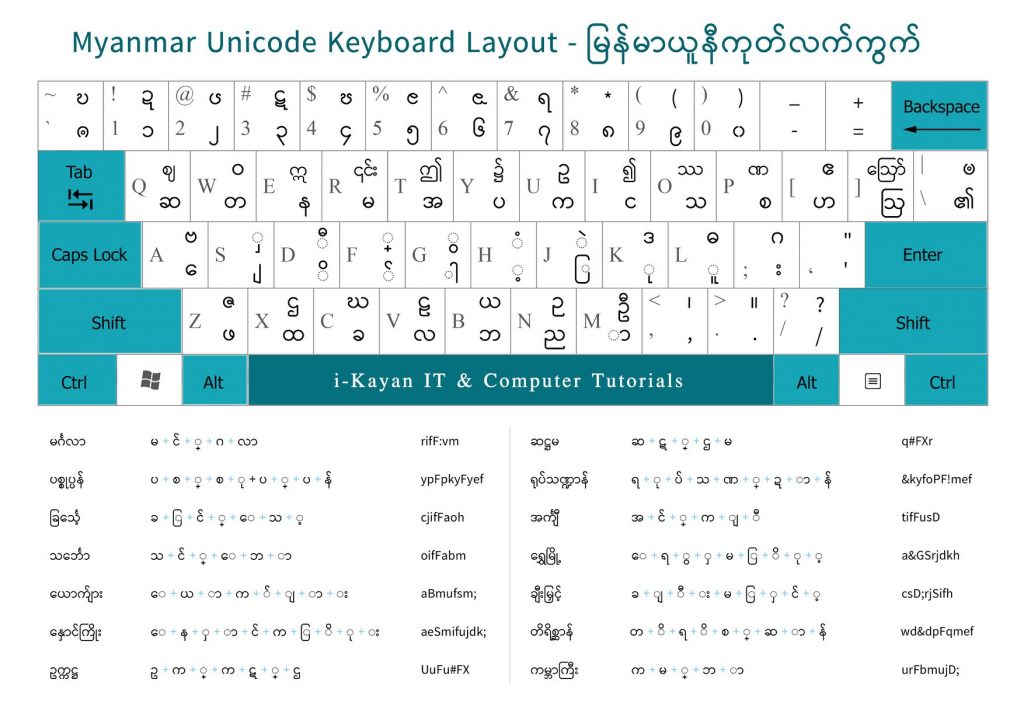 Myanmar Unicode Keyboard Layout - မြန်မာယူနီကုတ်လက်ကွက်
~ ဎ ! ဍ @ ၒ # ဋ $ ၓ % ၔ ^ ၕ & ရ * * ( ( ) ) _ + Backspace
` ၐ 1 ၁ 2 ၂ 3 ၃ 4 ၄ 5 ၅ 6 ၆ 7 ၇ 8 ၈ 9 ၉ 0 ၀ - =
Tab Q ဈ W ဝ E ဣ R ၎င်း T ဤ Y ၌ U ဥ I ၍ O ဿ P ဏ [ ဧ ] ဪ | ၑ
ဆ တ န မ အ ပ က င သ စ ဟ ဩ \ ၏
Caps Lock A ဗ S ှ D ီ F ္ G ွ H ံ J ဲ K ဒ L ဓ ; ဂ ' " Enter
ေ ျ ိ ် ါ ့ ြ ု ူ း '
Shift Z ဇ X ဌ C ဃ V ဠ B ယ N ဉ M ဦ < ၊ > ။ ? ? Shift
ဖ ထ ခ လ ဘ ည ာ , , . . / /
Ctrl Alt i-Kayan IT & Computer Tutorials Alt Ctrl
မင်္ဂလာ မ + င် + ္ + ဂ + လာ rifF:vm
ပစ္စုပ္ပန် ပ + စ + ္ + စ + ု + ပ + ္ + ပ + န် ypFpkyFyef
ခြင်္သေ့ ခ + ြ + င် + ္ + ေ + သ + ့ cjifFaoh
သင်္ဘော သ + င် + ္ + ေ + ဘ + ာ oifFabm
ယောက်ျား ေ + ယ + ာ + က + ် + ျ + ာ + း aBmufsm;
နှောင်ကြိုး ေ + န + ှ + ာ + င် + က + ြ + ိ + ု + း aeSmifujdk;
ဥက္ကဋ္ဌ ဥ + က + ္ + က + ဋ + ္ + ဌ UuFu#FX
ဆဋ္ဌမ ဆ + ဋ + ္ + ဌ + မ q#FXr
ရုပ်သဏ္ဍာန် ရ + ု + ပ် + သ + ဏ + ္ + ဍ + ာ + န် &kyfoPF!mef
အင်္ကျီ အ + င် + ္ + က + ျ + ီ tifFusD
ရွှေမြို့ ေ + ရ + ွ + ှ + မ + ြ + ိ + ု + ့ a&GSrjdkh
ချီးမြှင့် ခ + ျ + ီ + း + မ + ြ + ှ + င် + ့ csD;rjSifh
တိရိစ္ဆာန် တ + ိ + ရ + ိ + စ + ္ + ဆ + ာ + န် wd&dpFqmef
ကမ္ဘာကြီး က + မ + ္ + ဘ + ာ urFbmujD;